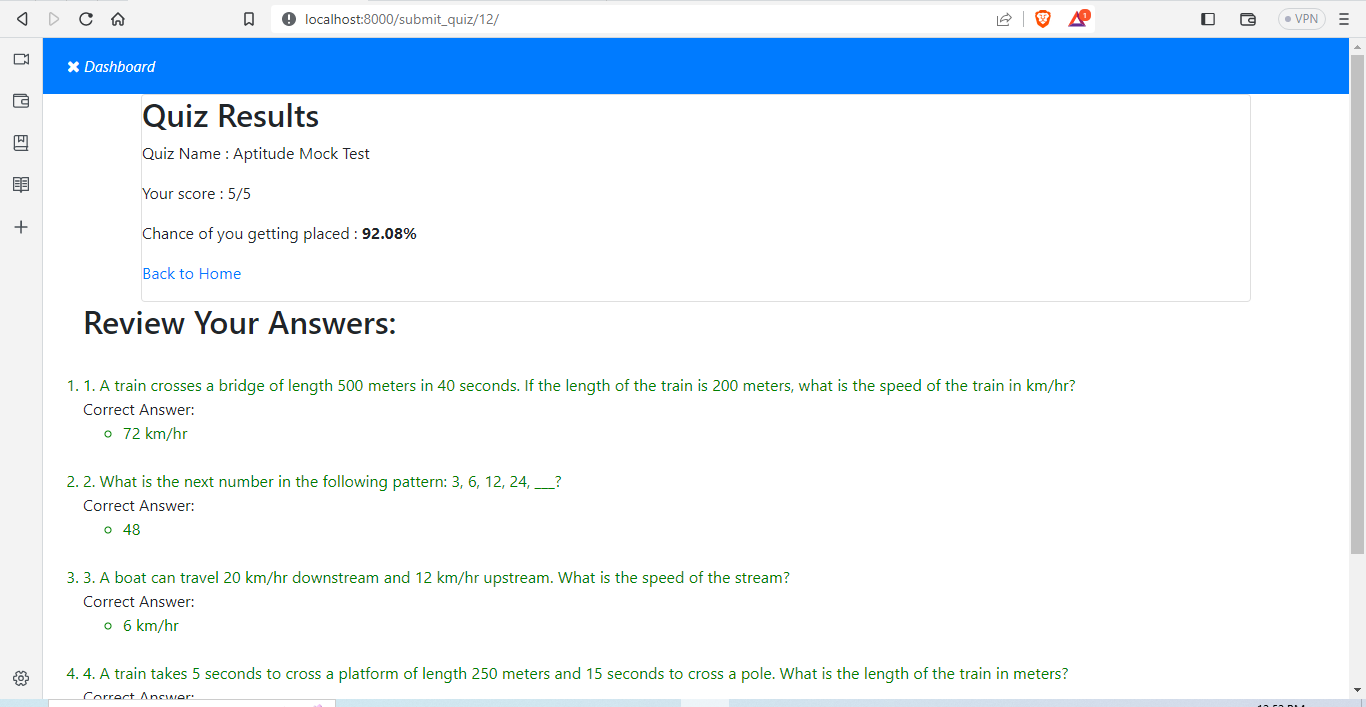 localhost:8000/submit_quiz/12/
1
VPN
Dashboard
Quiz Results
Quiz Name : Aptitude Mock Test
Your score : 5/5
Chance of you getting placed : 92.08%
Back to Home
Review Your Answers:
1. 1. A train crosses a bridge of length 500 meters in 40 seconds. If the length of the train is 200 meters, what is the speed of the train in km/hr?
Correct Answer:
72 km/hr
2. 2. What is the next number in the following pattern: 3, 6, 12, 24, ___?
Correct Answer:
48
3. 3. A boat can travel 20 km/hr downstream and 12 km/hr upstream. What is the speed of the stream?
Correct Answer:
6 km/hr
4. 4. A train takes 5 seconds to cross a platform of length 250 meters and 15 seconds to cross a pole. What is the length of the train in meters?
Correct Answer: